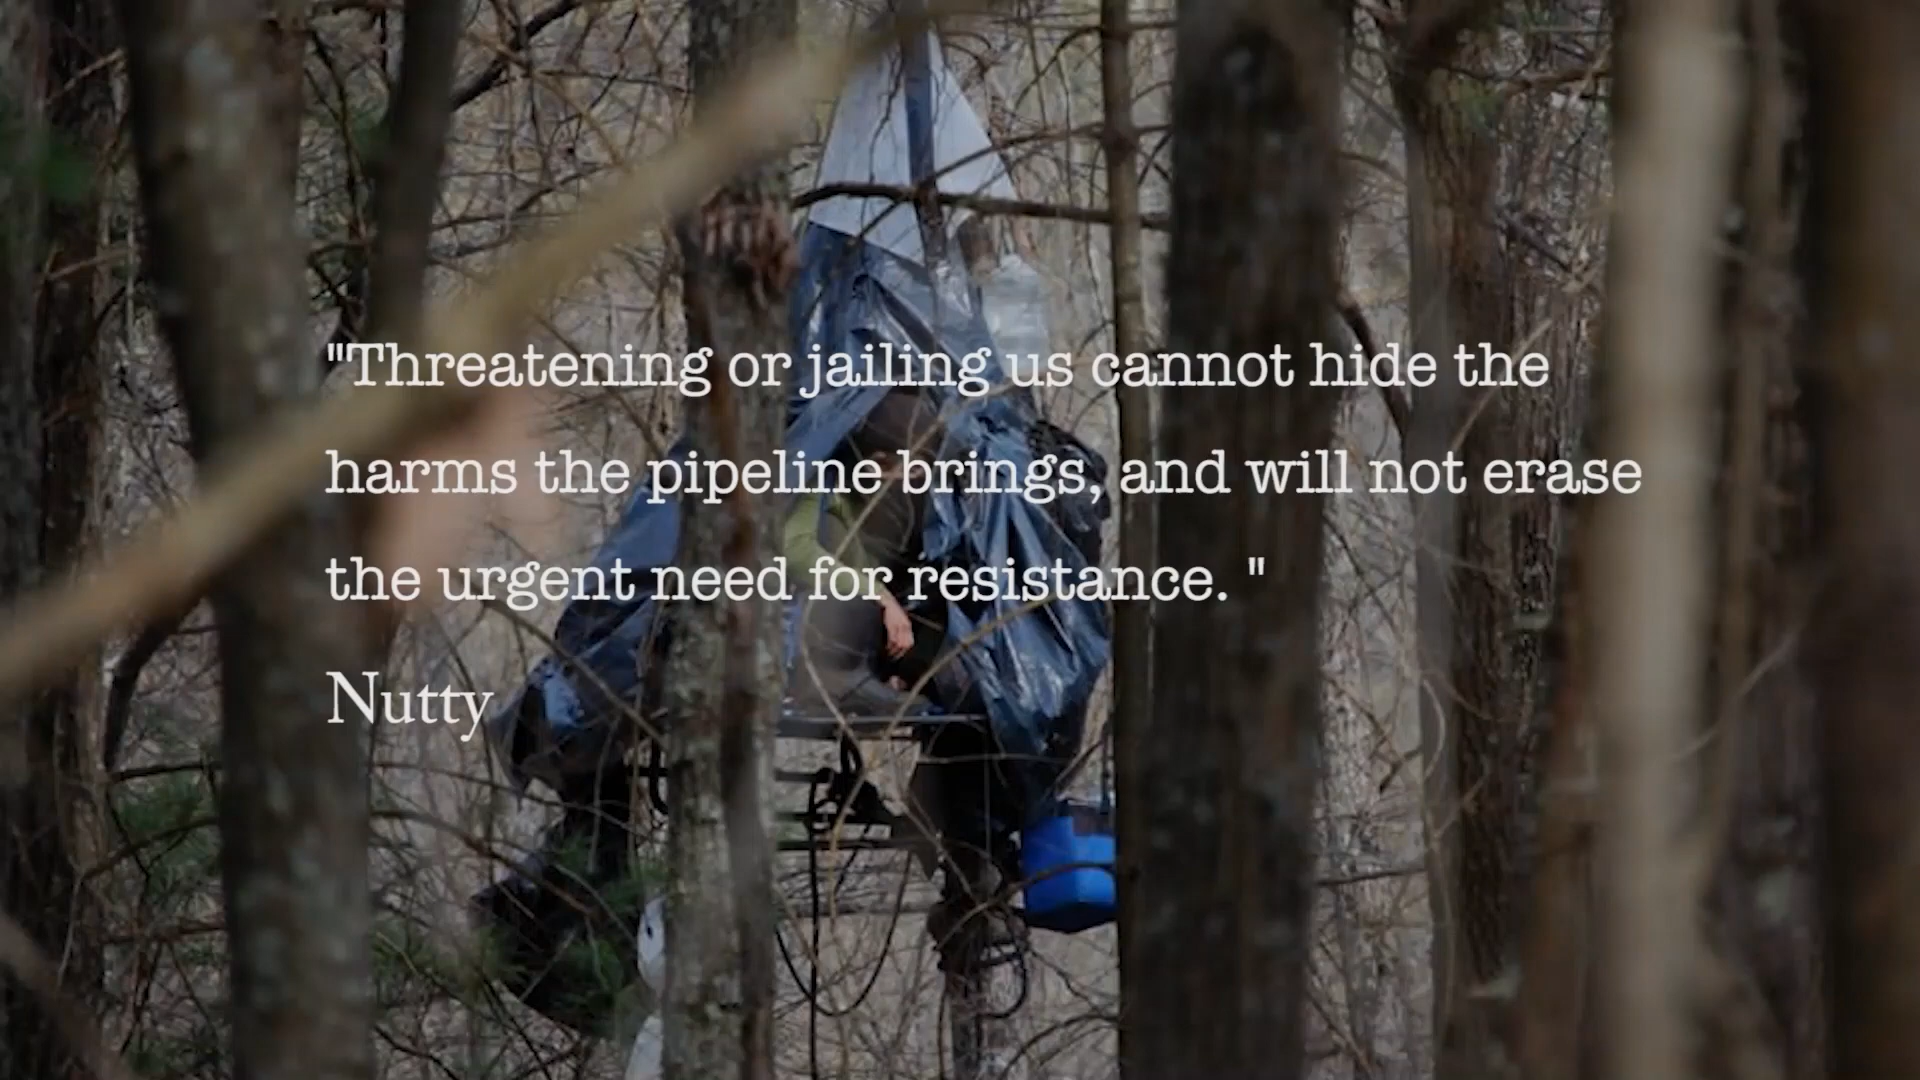 "Threatening or jailing us cannot hide the
harms the pipeline brings, and will not erase
the urgent need for resistance. "
Nutty